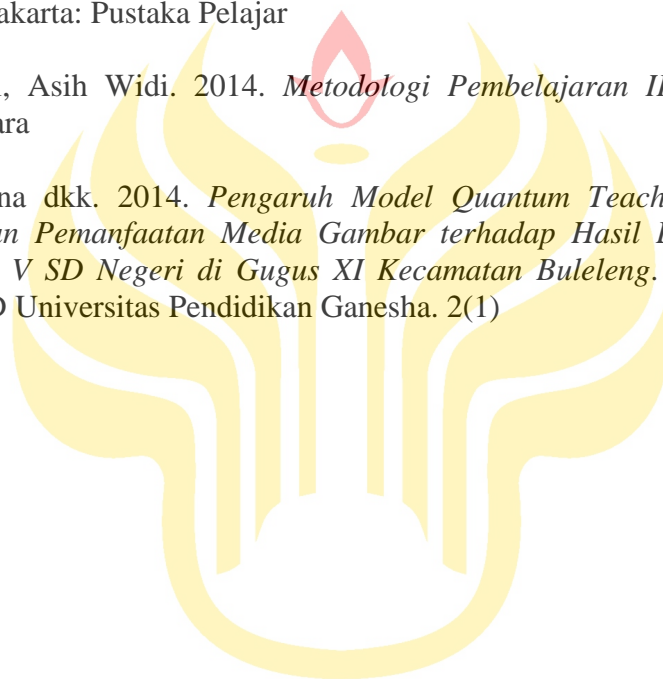 akarta: Pustaka Pelajar
, Asih Widi. 2014. Metodologi Pembelajaran
ara
na dkk. 2014. Pengaruh Model Quantum Teach
n Pemanfaatan Media Gambar terhadap Hasil
V SD Negeri di Gugus XI Kecamatan Buleleng.
Universitas Pendidikan Ganesha. 2(1)